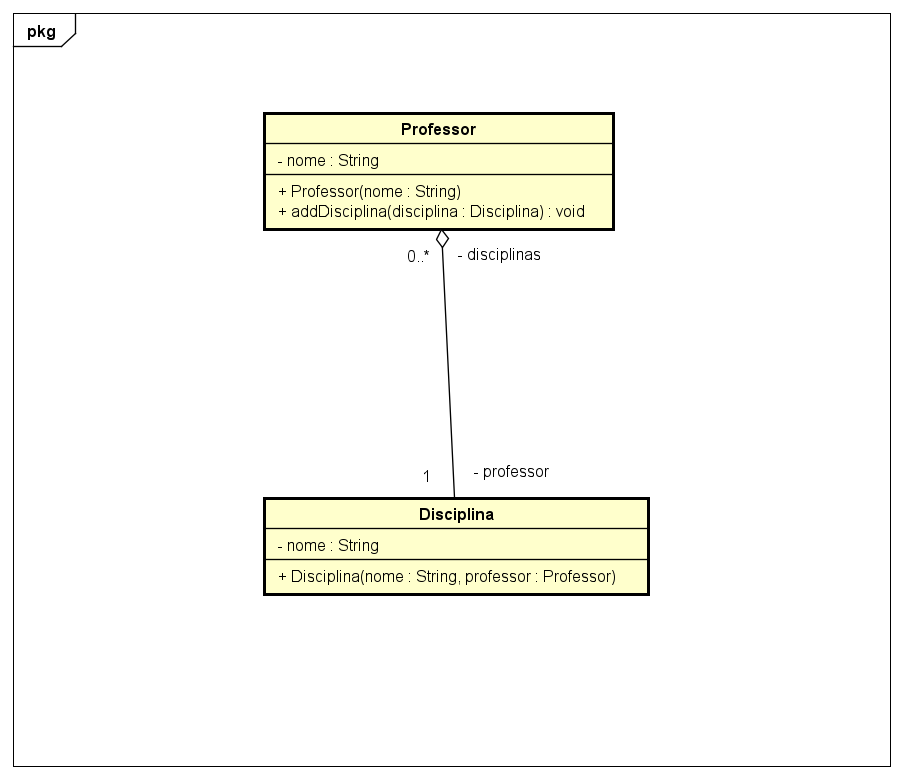 pkg
Professor
- nome : String
+ Professor(nome : String)
+ addDisciplina(disciplina : Disciplina) : void
0..*
- disciplinas
1
- professor
Disciplina
- nome : String
+ Disciplina(nome : String, professor : Professor)